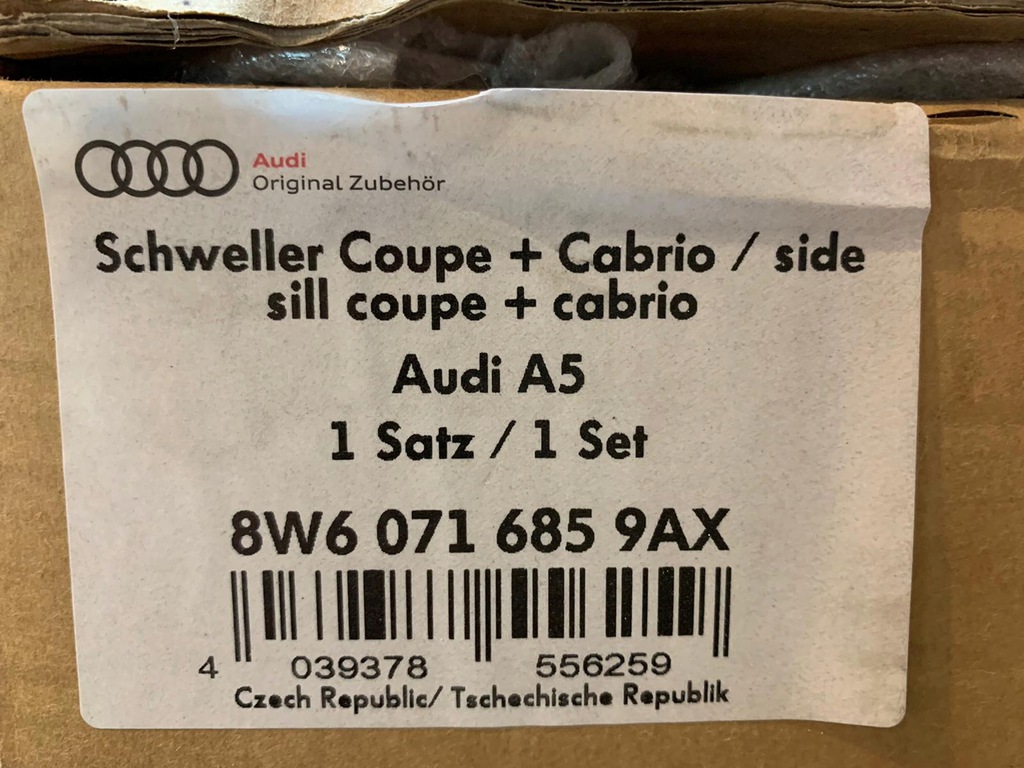 Audi
Original Zubehör
Schweller Coupe + Cabrio / side
sill coupe + cabrio
Audi A5
1 Satz / 1 Set
8W6 071 685 9AX
4 039378 556259
Czech Republic/ Tschechische Republik